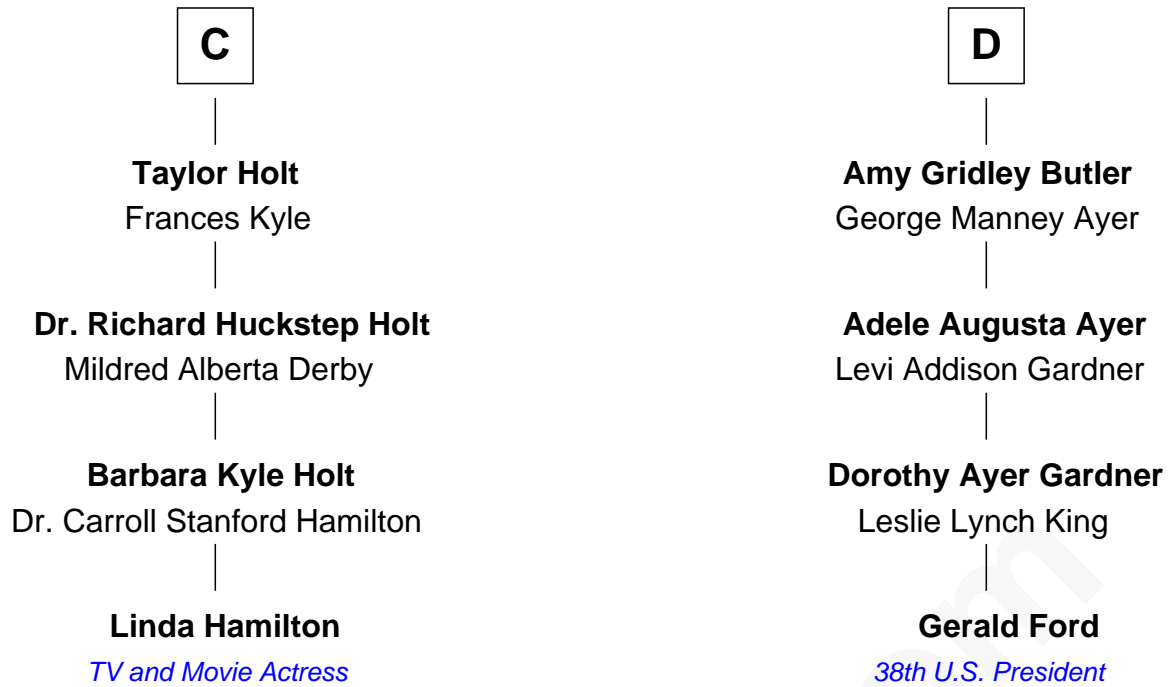 C
Taylor Holt
Frances Kyle
Dr. Richard Huckstep Holt
Mildred Alberta Derby
Barbara Kyle Holt
Dr. Carroll Stanford Hamilton
Linda Hamilton
TV and Movie Actress
D
Amy Gridley Butler
George Manney Ayer
Adele Augusta Ayer
Levi Addison Gardner
Dorothy Ayer Gardner
Leslie Lynch King
Gerald Ford
38th U.S. President